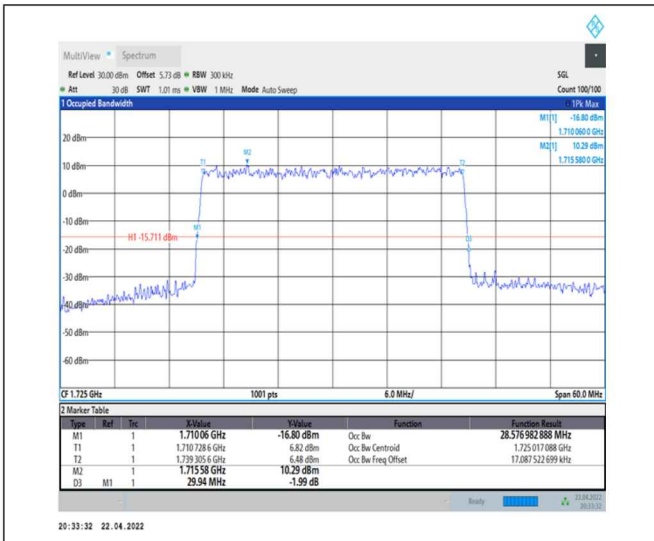 MultiView Spectrum
Ref Level 30.00 dBm Offset 5.73 dB RBW 300 kHz SGL
Att 30 dB SWT 1.01 ms VBW 1 MHz Mode Auto Sweep Count 100/100
1 Occupied Bandwidth 1Pk Max
M1[1] -16.80 dBm
1.710 060 0 GHz
M2[1] 10.29 dBm
1.715 580 0 GHz
20 dBm
M2
T1 T2
10 dBm
0 dBm
-10 dBm
M1
H1 -15.711 dBm
D3
-20 dBm
-30 dBm
-40 dBm
-50 dBm
-60 dBm
CF 1.725 GHz 1001 pts 6.0 MHz/ Span 60.0 MHz
2 Marker Table
Type Ref Trc X-Value Y-Value Function Function Result
M1 1 1.71006 GHz -16.80 dBm Occ Bw 28.576 982 888 MHz
T1 1 1.710 728 6 GHz 6.82 dBm Occ Bw Centroid 1.725 017 088 GHz
T2 1 1.739 305 6 GHz 6.48 dBm Occ Bw Freq Offset 17.087 522 699 kHz
M2 1 1.71558 GHz 10.29 dBm
D3 M1 1 29.94 MHz -1.99 dB
Ready 22.04.2022
20:33:32
20:33:32 22.04.2022